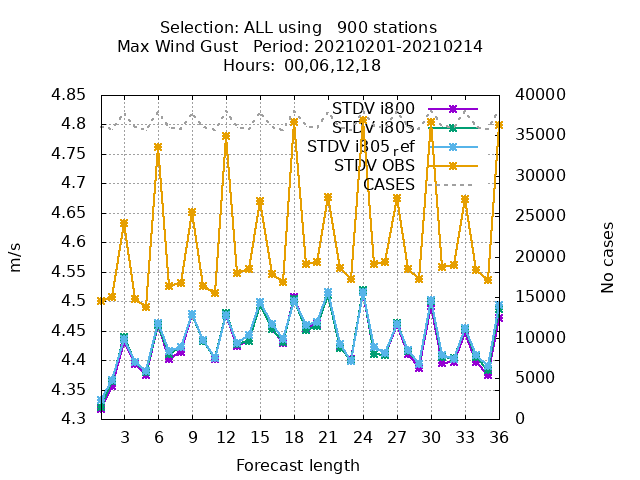 Selection: ALL using   900 stations
Max Wind Gust   Period: 20210201-20210214
Hours: 00,06,12,18
4.85 40000
4.8 35000
4.75 30000
4.7 25000
4.65 20000
4.6 15000
4.55 10000
4.5 5000
4.45 0
4.4
4.35
4.3
STDV i800
STDV i805
STDV i805ref
STDV OBS
CASES
m/s
No cases
3 6 9 12 15 18 21 24 27 30 33 36
Forecast length